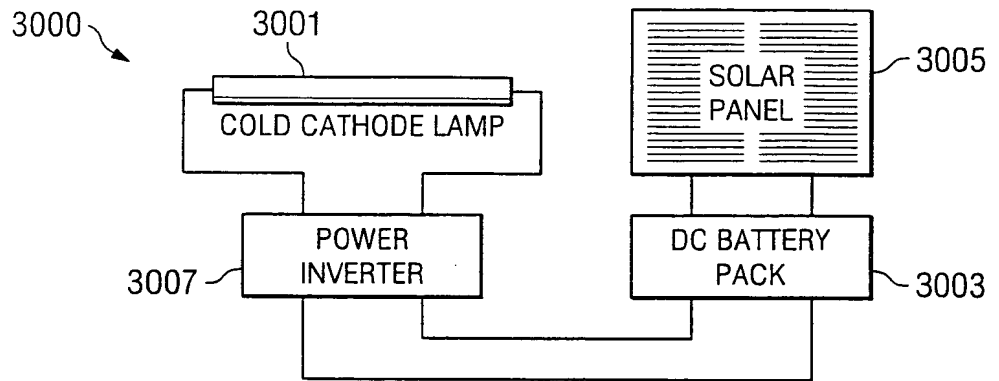 3000
3001
COLD CATHODE LAMP
SOLAR
PANEL
3005
POWER
INVERTER
3007
DC BATTERY
PACK
3003